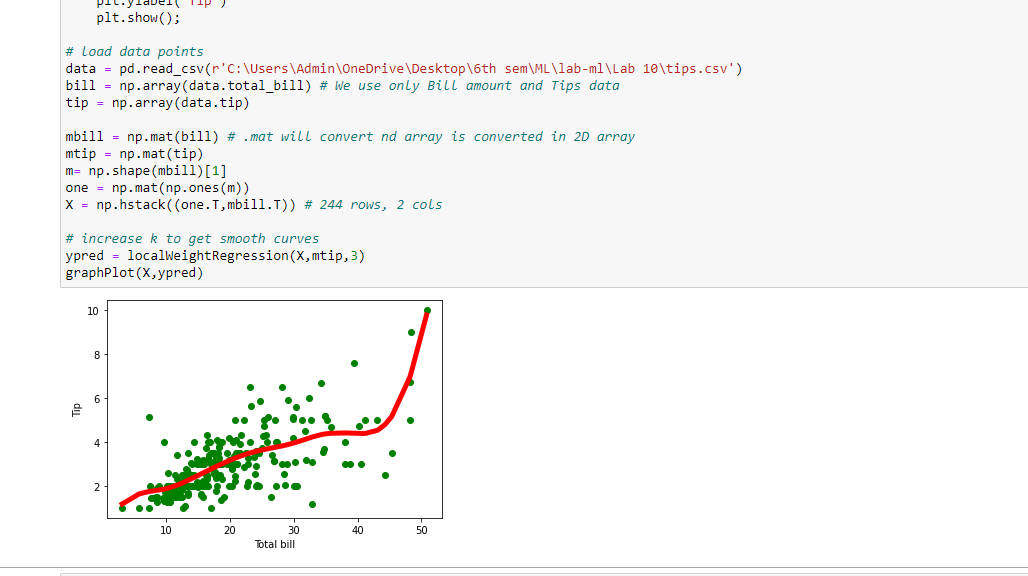 plt.ylabel('Tip')
plt.show();
# load data points
data = pd.read_csv(r'C:\Users\Admin\OneDrive\Desktop\6th sem\ML\lab-ml\Lab 10\tips.csv')
bill = np.array(data.total_bill) # We use only Bill amount and Tips data
tip = np.array(data.tip)
mbill = np.mat(bill) # .mat will convert nd array is converted in 2D array
mtip = np.mat(tip)
m= np.shape(mbill)[1]
one = np.mat(np.ones(m))
X = np.hstack((one.T,mbill.T)) # 244 rows, 2 cols
# increase k to get smooth curves
ypred = localWeightRegression(X,mtip,3)
graphPlot(X,ypred)
10
8
6
4
2
Tip
10 20 30 40 50
Total bill